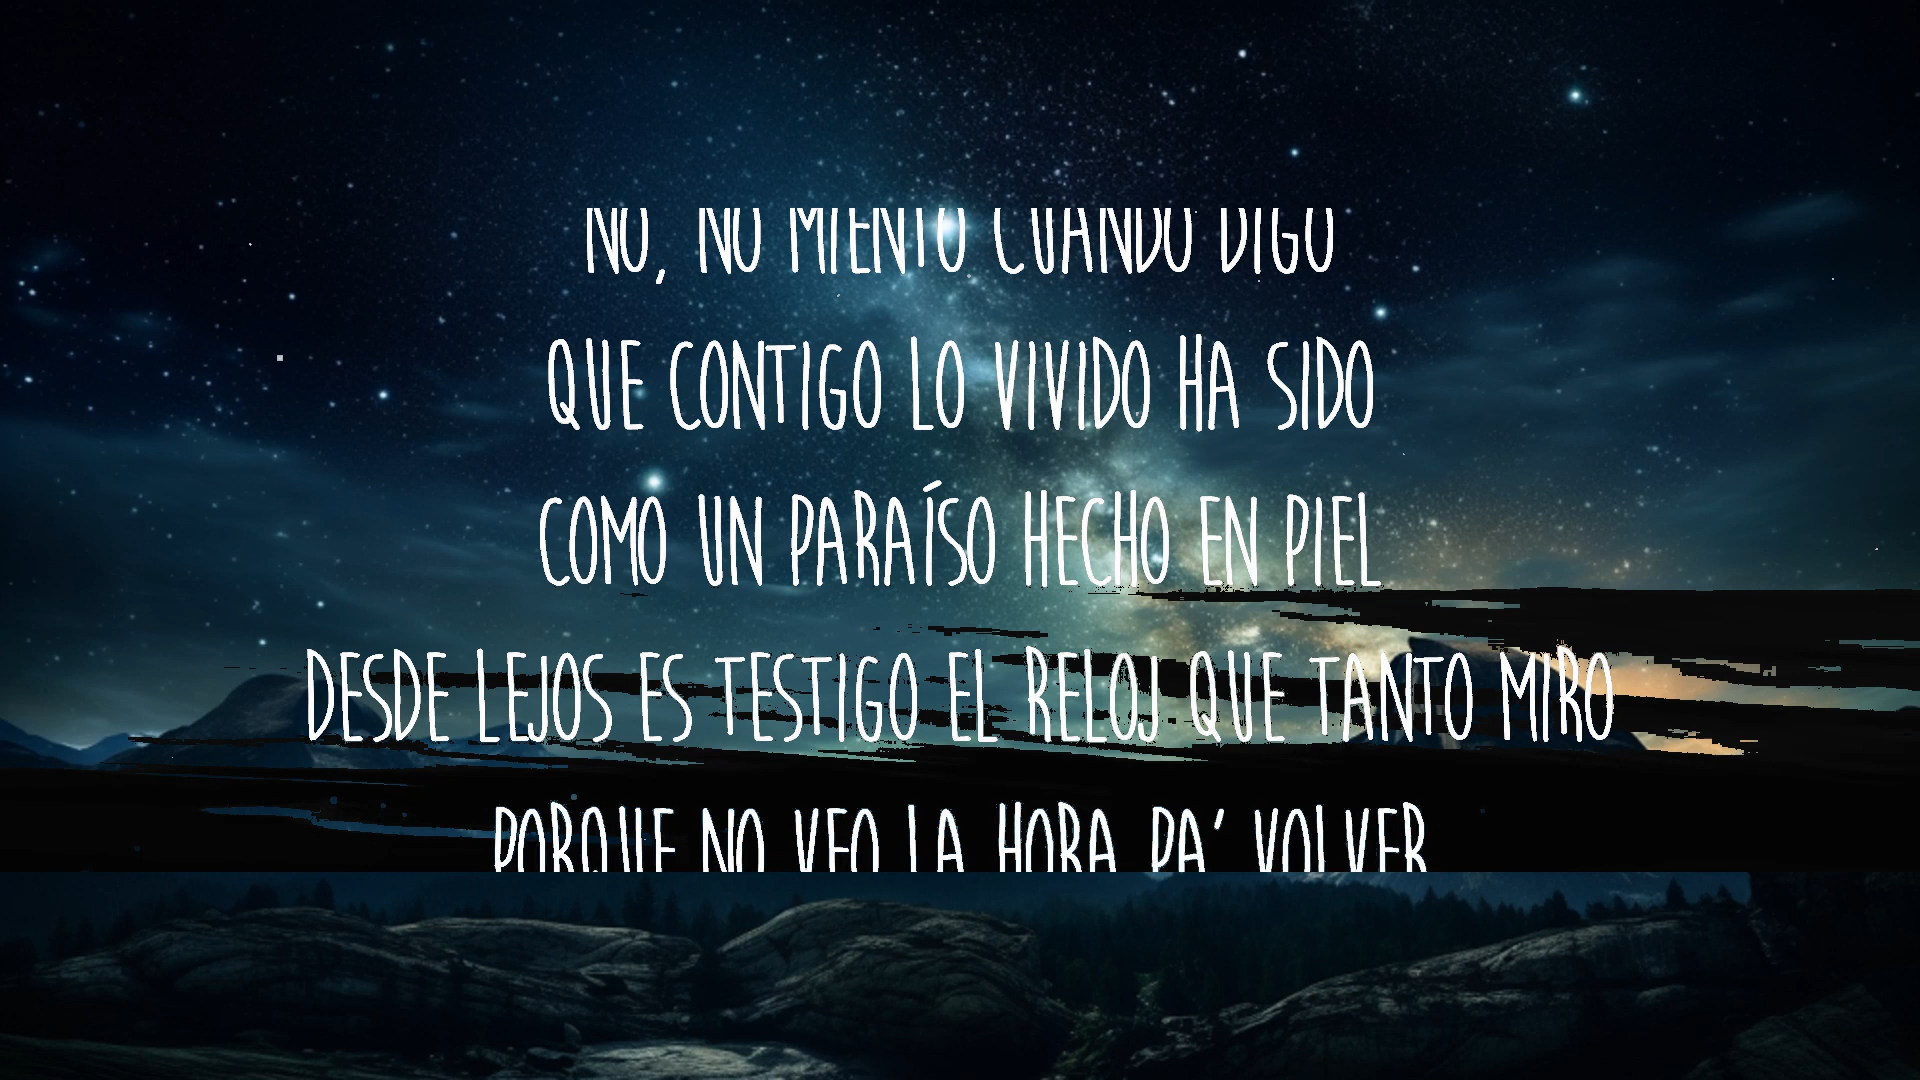 NO, NO MIENTO CUANDO DIGO
QUE CONTIGO LO VIVIDO HA SIDO
COMO UN PARAÍSO HECHO EN PIEL
DESDE LEJOS ES TESTIGO EL RELOJ QUE TANTO MIRO
PORQUE NO VEO LA HORA PA' VOLVER